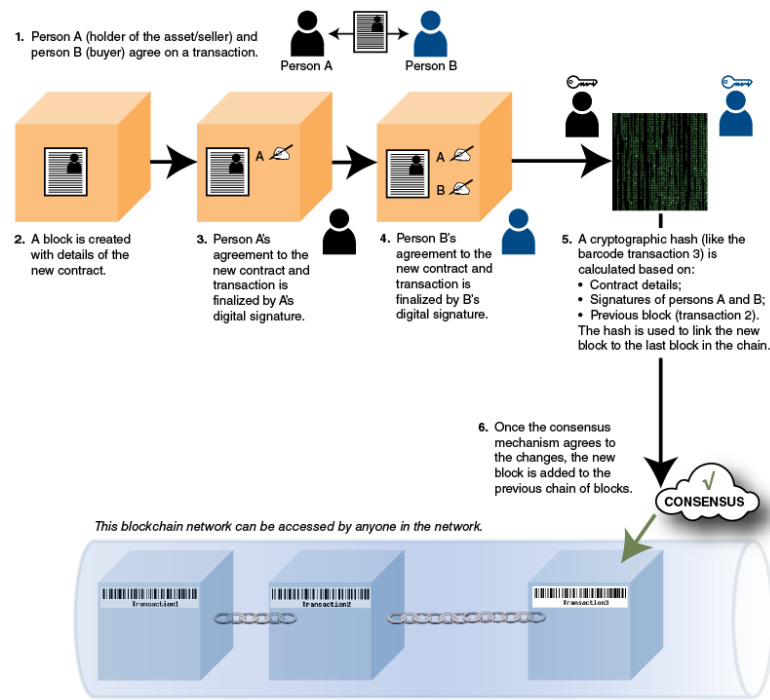 1. Person A (holder of the asset/seller) and
person B (buyer) agree on a transaction.
Person A
Person B
A
A
B
2. A block is created
with details of the
new contract.
3. Person A's
agreement to the
new contract and
transaction is
finalized by A's
digital signature.
4. Person B's
agreement to the
new contract and
transaction is
finalized by B's
digital signature.
5. A cryptographic hash (like the
barcode transaction 3) is
calculated based on:
• Contract details;
• Signatures of persons A and B;
• Previous block (transaction 2).
The hash is used to link the new
block to the last block in the chain.
6. Once the consensus
mechanism agrees to
the changes, the new
block is added to the
previous chain of blocks.
√
CONSENSUS
This blockchain network can be accessed by anyone in the network.
Transaction1
Transaction2
Transaction3